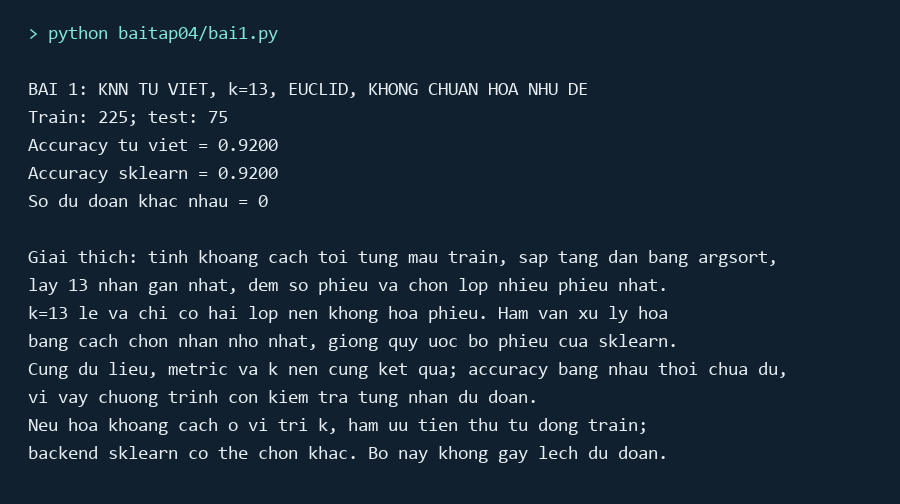 > python baitap04/bai1.py
BAI 1: KNN TU VIET, k=13, EUCLID, KHONG CHUAN HOA NHU DE
Train: 225; test: 75
Accuracy tu viet = 0.9200
Accuracy sklearn = 0.9200
So du doan khac nhau = 0
Giai thich: tinh khoang cach toi tung mau train, sap tang dan bang argsort,
lay 13 nhan gan nhat, dem so phieu va chon lop nhieu phieu nhat.
k=13 le va chi co hai lop nen khong hoa phieu. Ham van xu ly hoa
bang cach chon nhan nho nhat, giong quy uoc bo phieu cua sklearn.
Cung du lieu, metric va k nen cung ket qua; accuracy bang nhau thoi chua du,
vi vay chuong trinh con kiem tra tung nhan du doan.
Neu hoa khoang cach o vi tri k, ham uu tien thu tu dong train;
backend sklearn co the chon khac. Bo nay khong gay lech du doan.